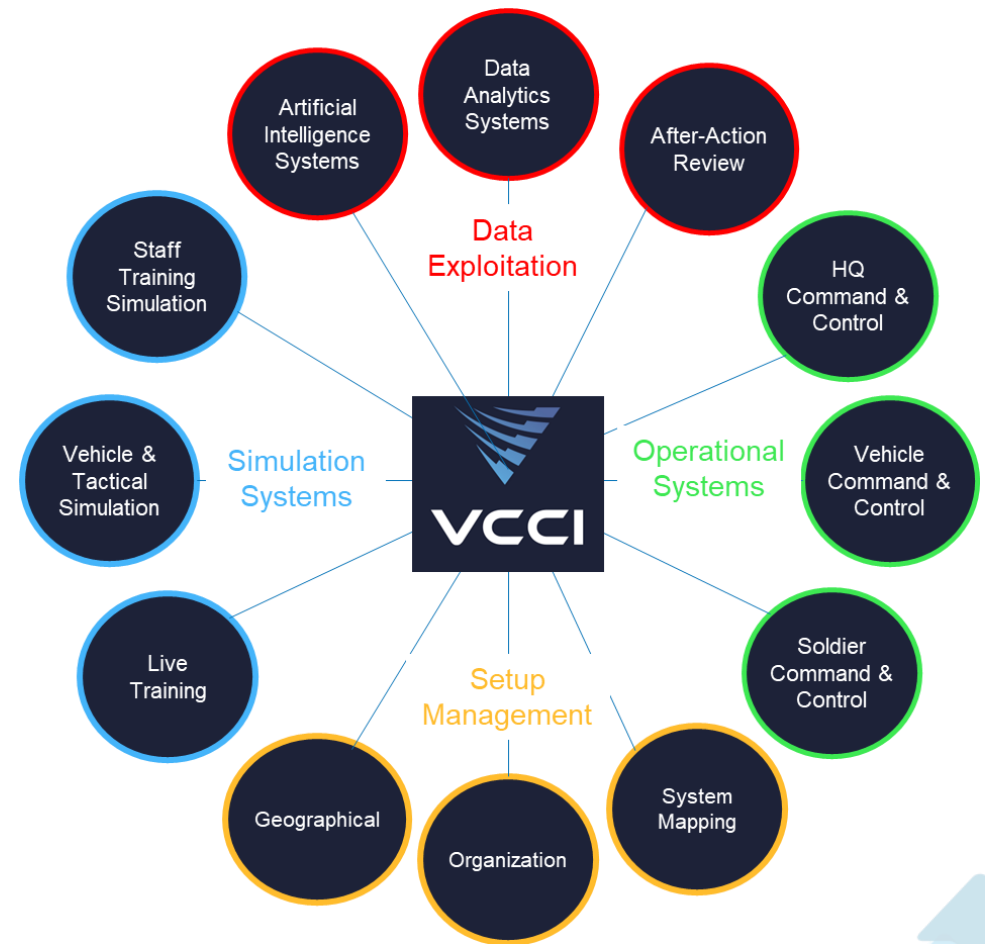 Data
Analytics
Systems
Artificial
Intelligence
Systems
After-Action
Review
Data
Exploitation
Staff
Training
Simulation
HQ
Command &
Control
Vehicle &
Tactical
Simulation
Simulation
Systems
VCCI
Operational
Systems
Vehicle
Command &
Control
Live
Training
Setup
Management
Soldier
Command &
Control
Geographical
Organization
System
Mapping